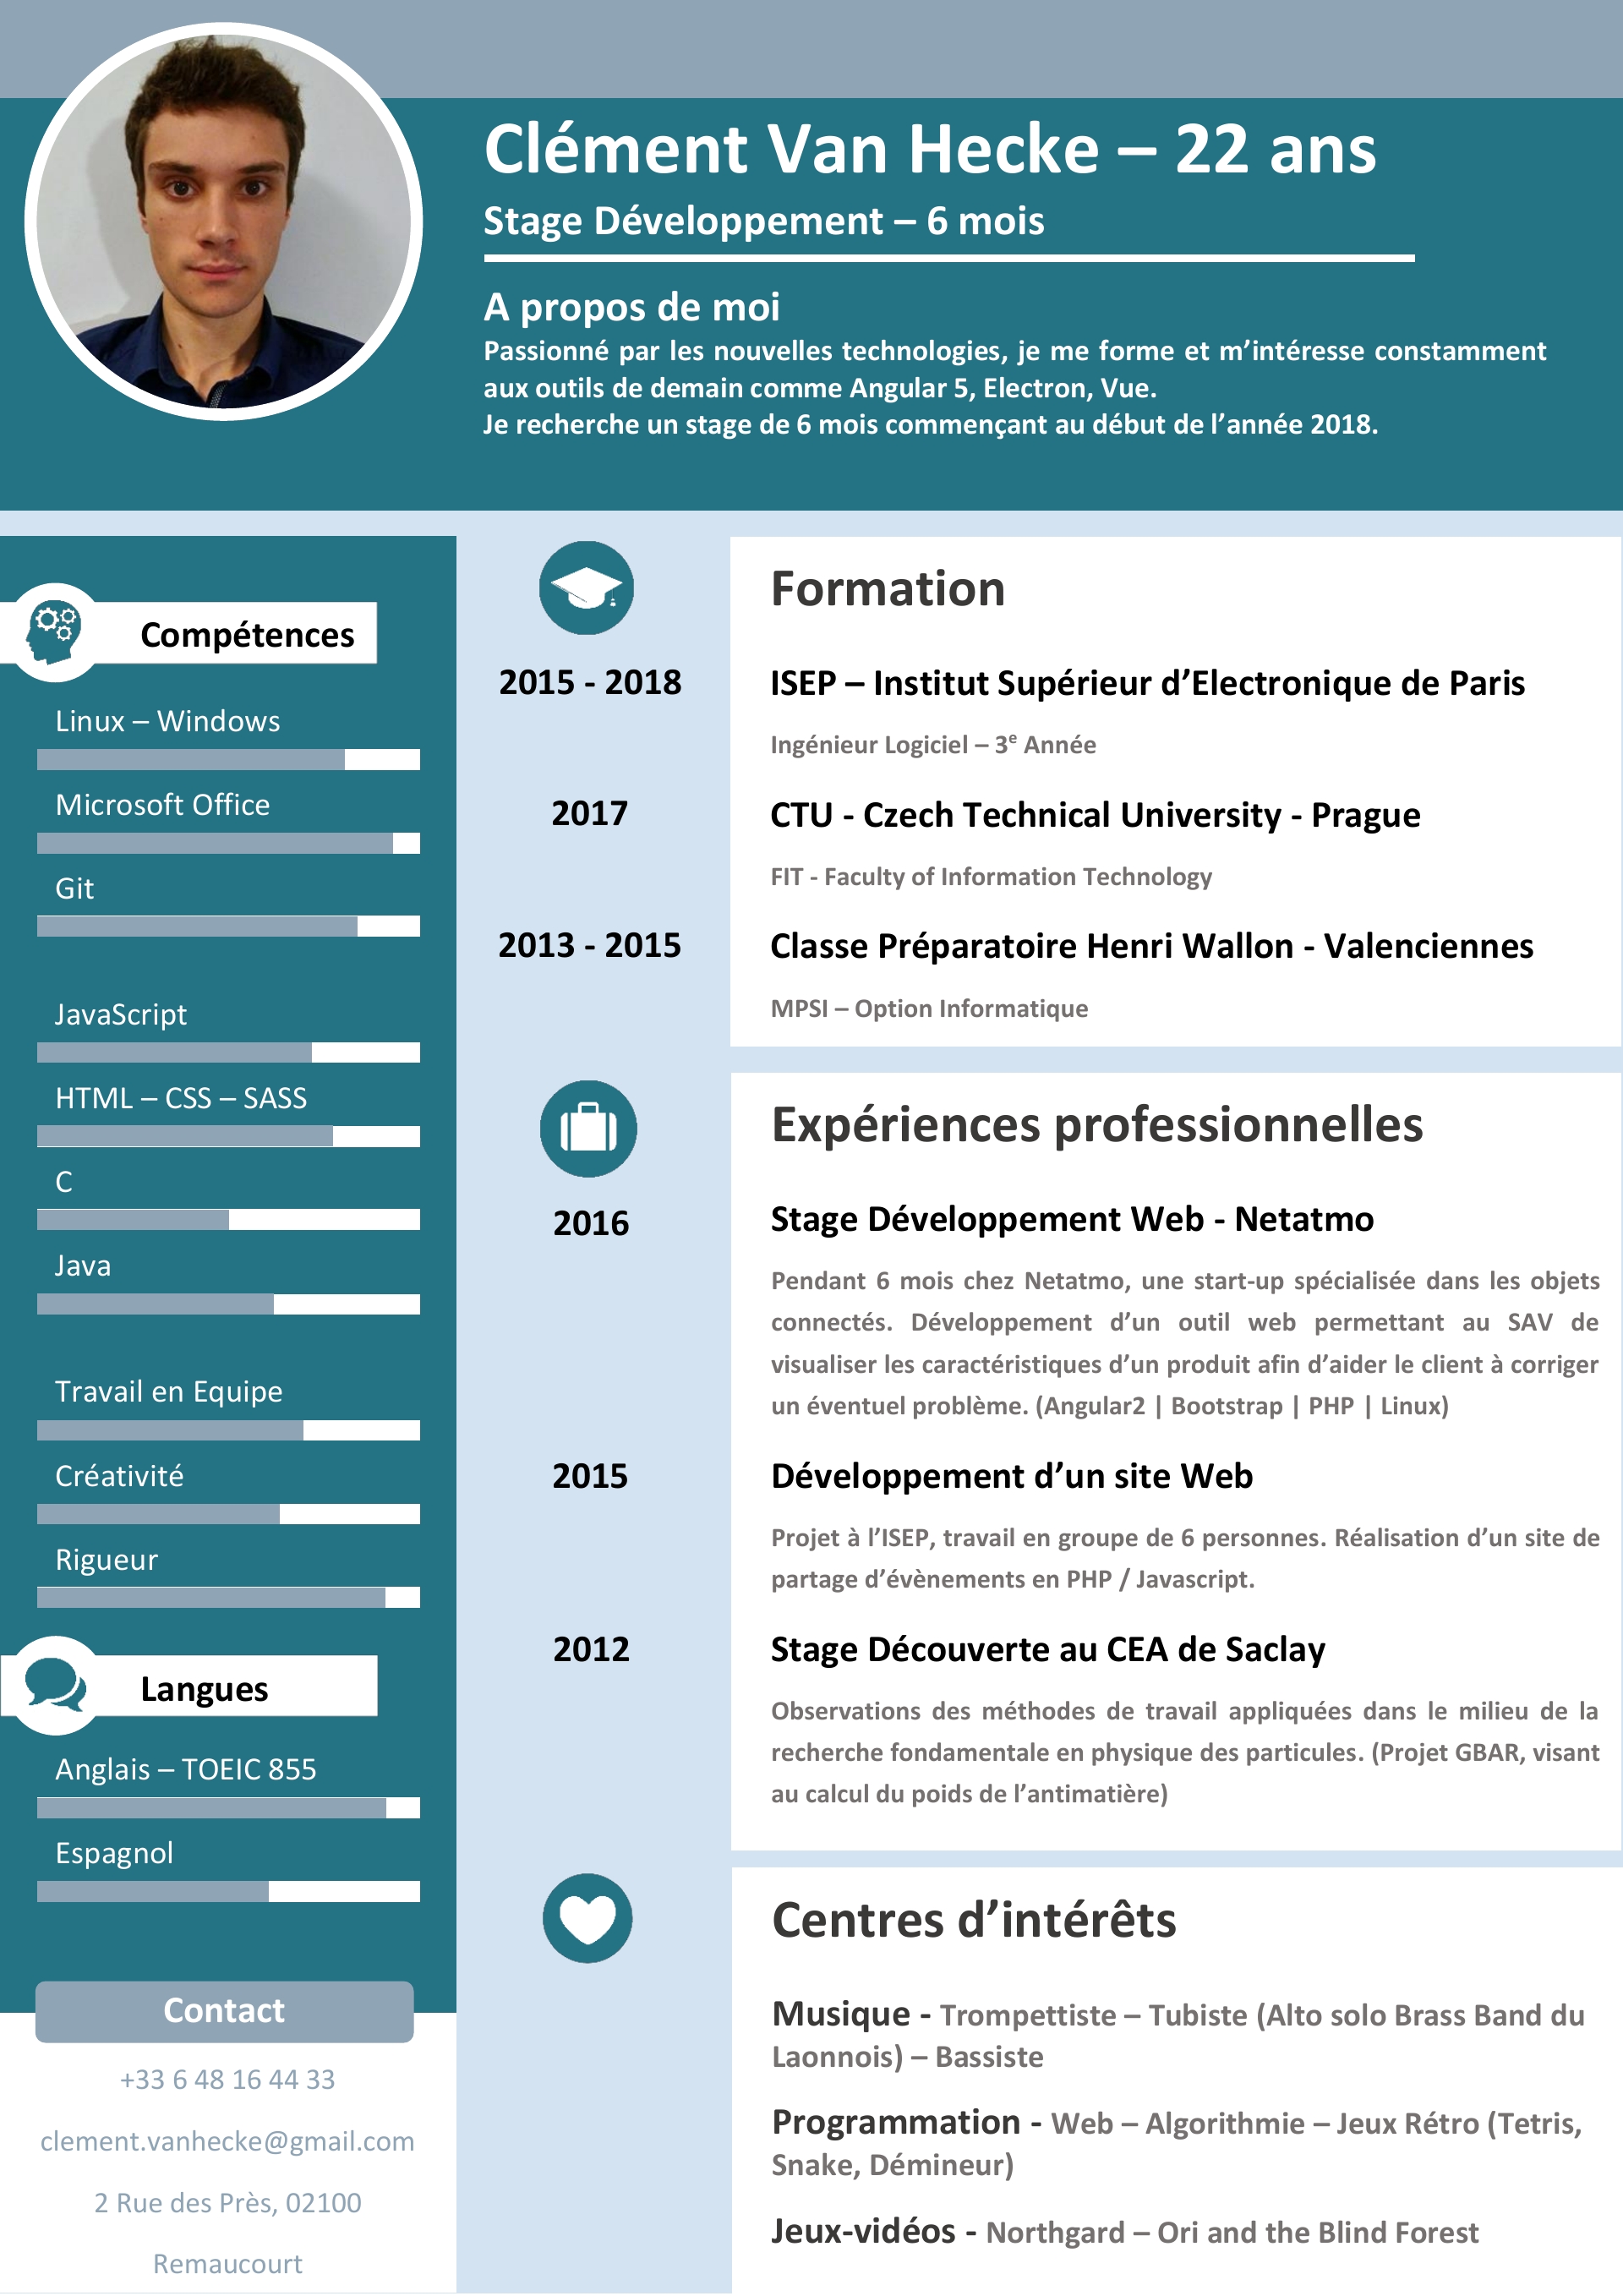 Clément Van Hecke – 22 ans
Stage Développement – 6 mois
A propos de moi
Passionné par les nouvelles technologies, je me forme et m’intéresse constamment
aux outils de demain comme Angular 5, Electron, Vue.
Je recherche un stage de 6 mois commençant au début de l’année 2018.
Compétences
Linux – Windows
Microsoft Office
Git
JavaScript
HTML – CSS – SASS
C
Java
Travail en Equipe
Créativité
Rigueur
Langues
Anglais – TOEIC 855
Espagnol
Contact
+33 6 48 16 44 33
clement.vanhecke@gmail.com
2 Rue des Près, 02100
Remaucourt
Formation
2015 - 2018
ISEP – Institut Supérieur d’Electronique de Paris
Ingénieur Logiciel – 3e Année
2017
CTU - Czech Technical University - Prague
FIT - Faculty of Information Technology
2013 - 2015
Classe Préparatoire Henri Wallon - Valenciennes
MPSI – Option Informatique
Expériences professionnelles
2016
Stage Développement Web - Netatmo
Pendant 6 mois chez Netatmo, une start-up spécialisée dans les objets
connectés. Développement d’un outil web permettant au SAV de
visualiser les caractéristiques d’un produit afin d’aider le client à corriger
un éventuel problème. (Angular2 | Bootstrap | PHP | Linux)
2015
Développement d’un site Web
Projet à l’ISEP, travail en groupe de 6 personnes. Réalisation d’un site de
partage d’évènements en PHP / Javascript.
2012
Stage Découverte au CEA de Saclay
Observations des méthodes de travail appliquées dans le milieu de la
recherche fondamentale en physique des particules. (Projet GBAR, visant
au calcul du poids de l’antimatière)
Centres d’intérêts
Musique - Trompettiste – Tubiste (Alto solo Brass Band du
Laonnois) – Bassiste
Programmation - Web – Algorithmie – Jeux Rétro (Tetris,
Snake, Démineur)
Jeux-vidéos - Northgard – Ori and the Blind Forest